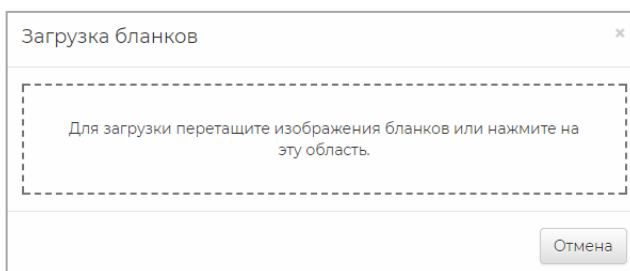 Загрузка бланков
×
Для загрузки перетащите изображения бланков или нажмите на
эту область.
Отмена